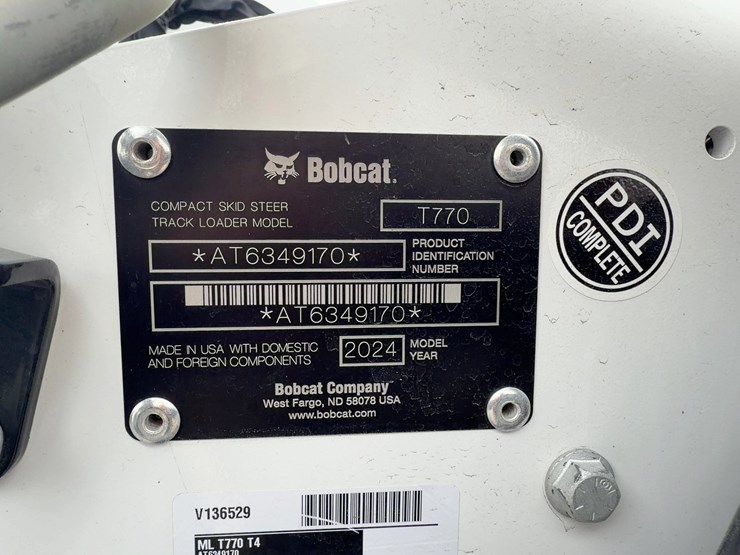 Bobcat.
COMPACT SKID STEER
TRACK LOADER MODEL
T770
*AT6349170*
PRODUCT
IDENTIFICATION
NUMBER
*AT6349170*
MADE IN USA WITH DOMESTIC
AND FOREIGN COMPONENTS
2024
MODEL
YEAR
Bobcat Company™
West Fargo, ND 58078 USA
www.bobcat.com
PDI
COMPLETE
V136529
ML T770 T4
AT6349170